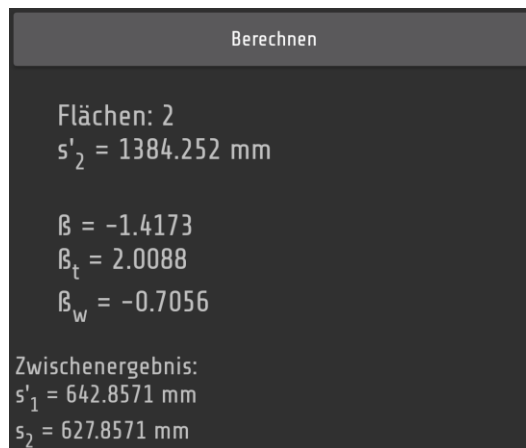 Berechnen
Flächen: 2
s'₂ = 1384.252 mm
ß = -1.4173
ßₜ = 2.0088
ß_w = -0.7056
Zwischenergebnis:
s'₁ = 642.8571 mm
s₂ = 627.8571 mm